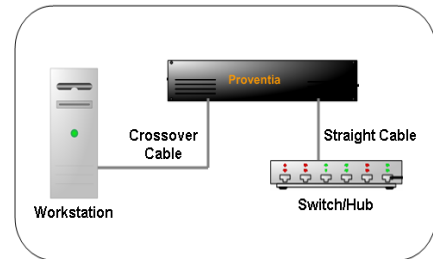 Proventia
Crossover
Cable
Straight Cable
Workstation
Switch/Hub